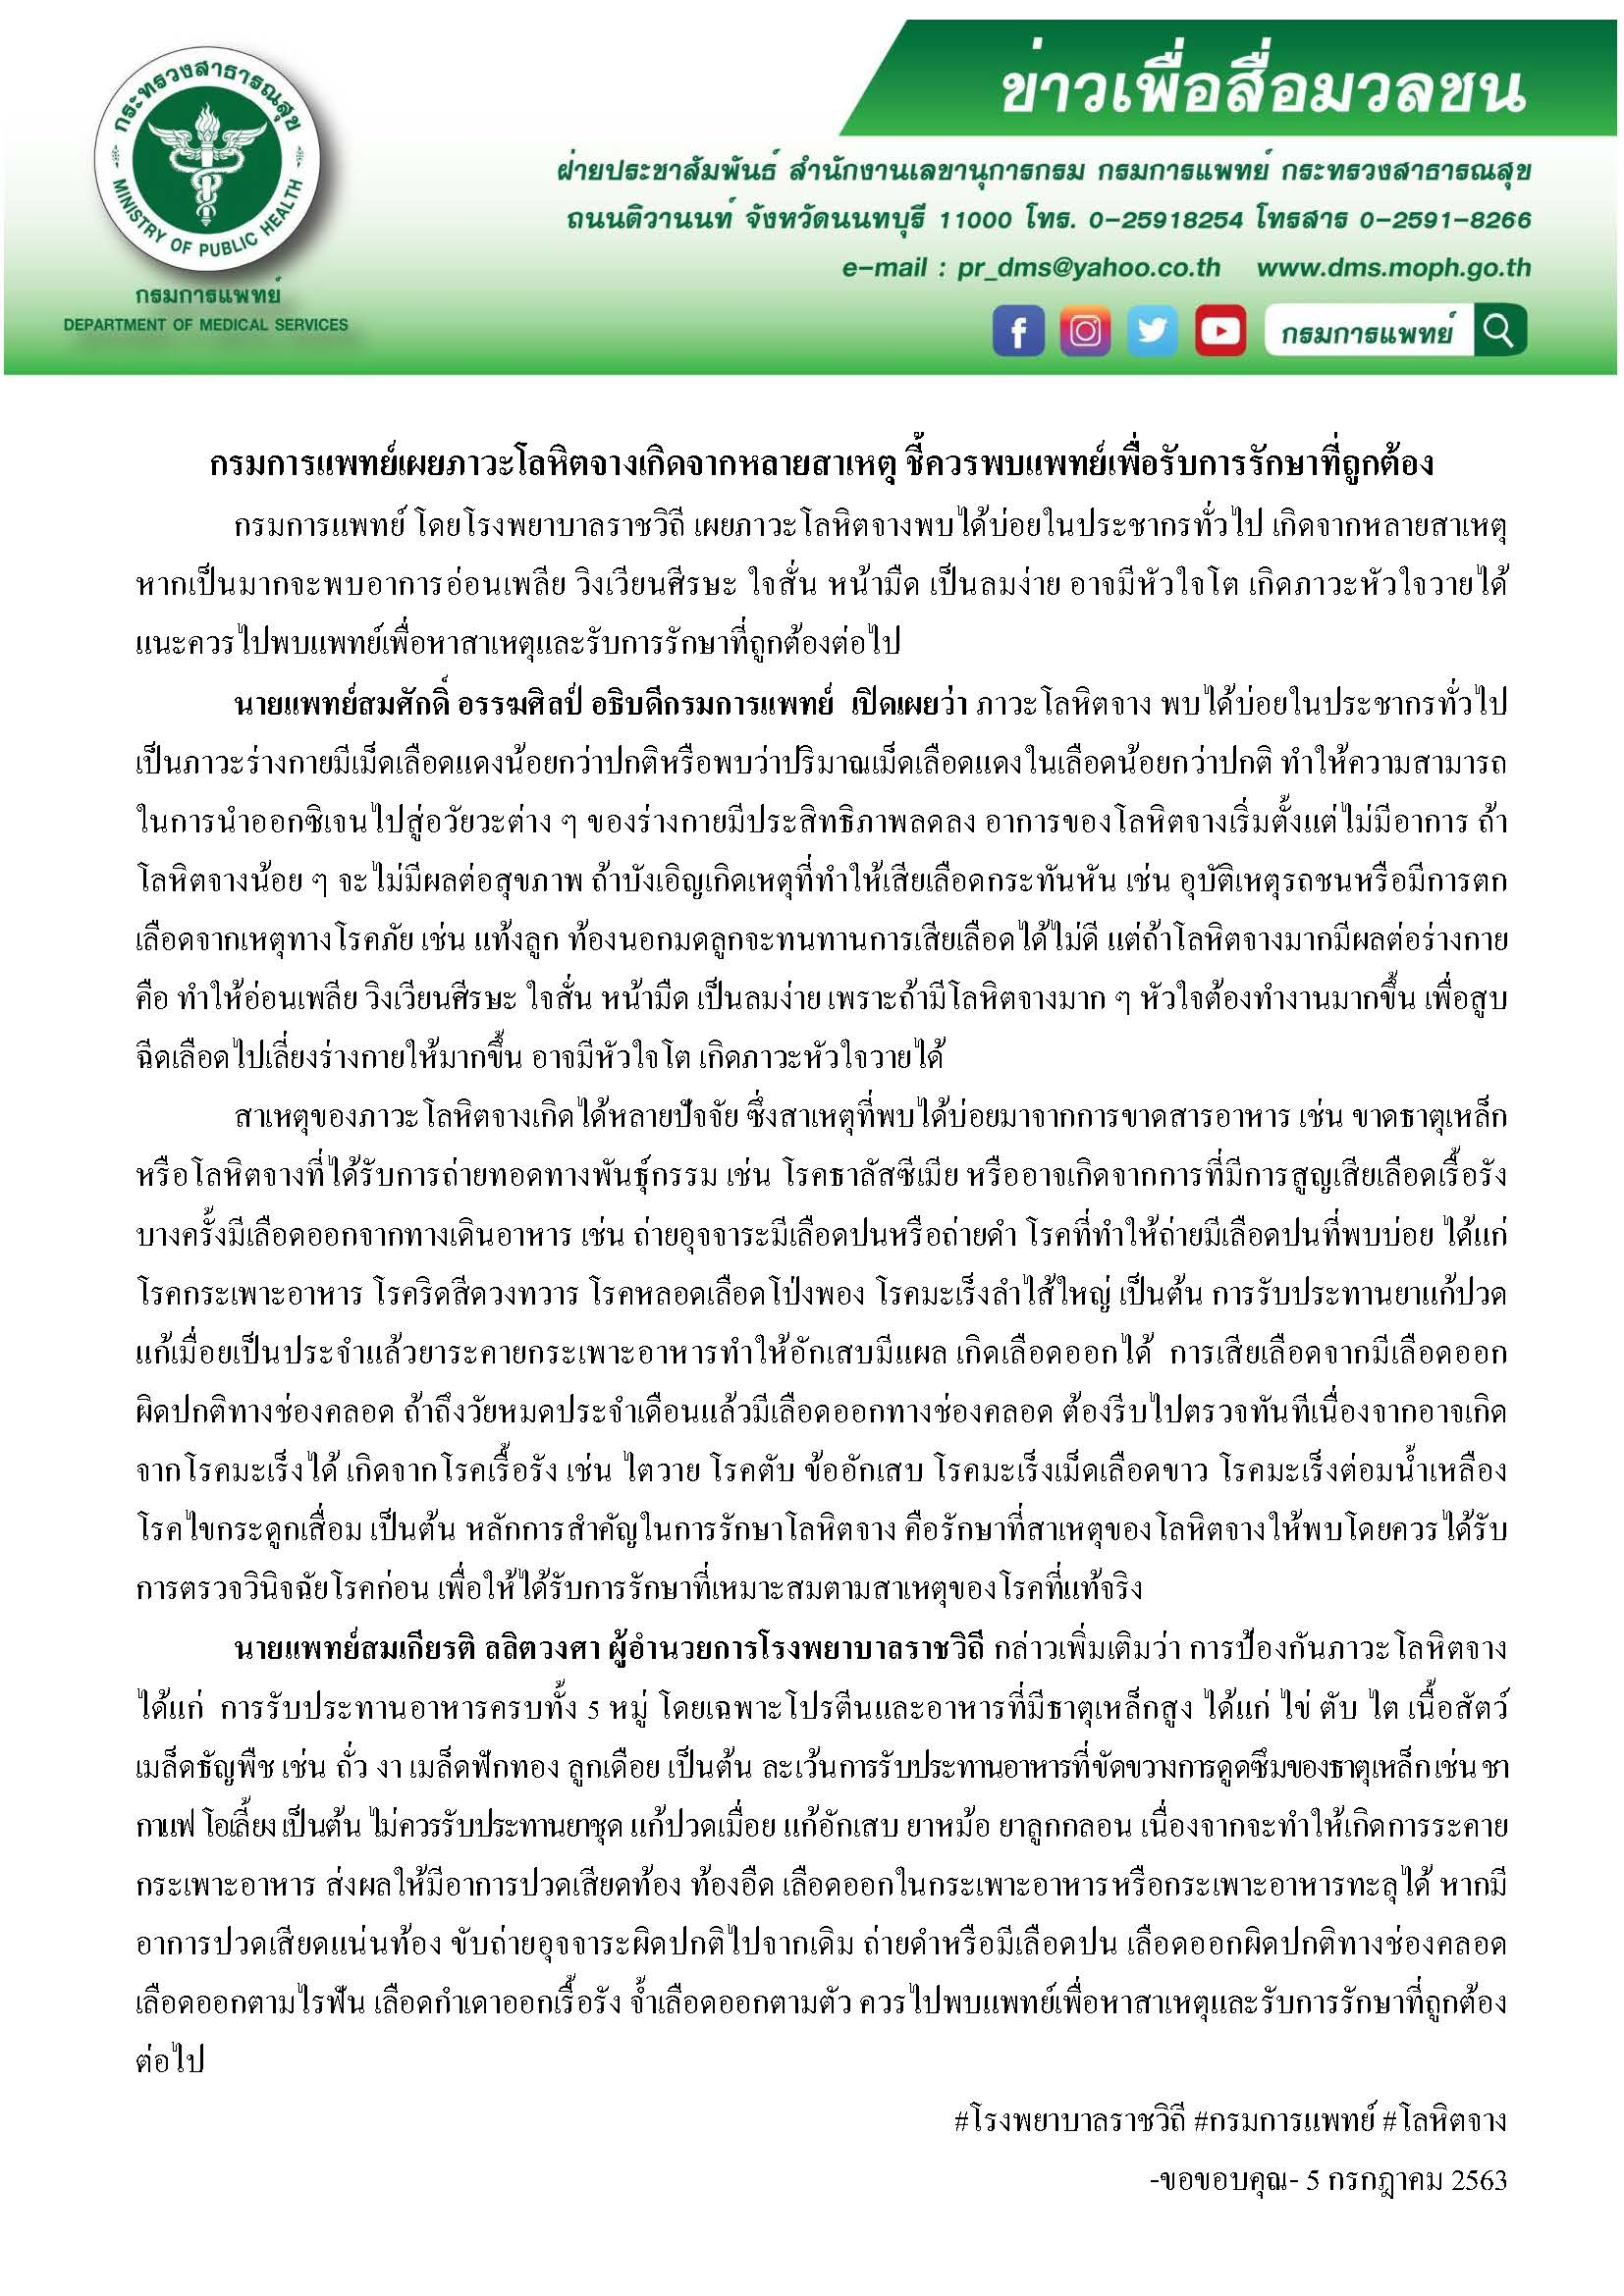 ข่าวเพื่อสื่อมวลชน
กระทรวงสาธารณสุข
MINISTRY OF PUBLIC HEALTH
กรมการแพทย์
DEPARTMENT OF MEDICAL SERVICES
ฝ่ายประชาสัมพันธ์ สำนักงานเลขานุการกรม กรมการแพทย์ กระทรวงสาธารณสุข
ถนนติวานนท์ จังหวัดนนทบุรี 11000 โทร. 0-25918254 โทรสาร 0-2591-8266
e-mail : pr_dms@yahoo.co.th www.dms.moph.go.th
กรมการแพทย์
กรมการแพทย์เผยภาวะโลหิตจางเกิดจากหลายสาเหตุ ชี้ควรพบแพทย์เพื่อรับการรักษาที่ถูกต้อง
กรมการแพทย์ โดยโรงพยาบาลราชวิถี เผยภาวะโลหิตจางพบได้บ่อยในประชากรทั่วไป เกิดจากหลายสาเหตุ
หากเป็นมากจะพบอาการอ่อนเพลีย วิงเวียนศีรษะ ใจสั่น หน้ามืด เป็นลมง่าย อาจมีหัวใจโต เกิดภาวะหัวใจวายได้
แนะควรไปพบแพทย์เพื่อหาสาเหตุและรับการรักษาที่ถูกต้องต่อไป
นายแพทย์สมศักดิ์ อรรฆศิลป์ อธิบดีกรมการแพทย์ เปิดเผยว่า ภาวะโลหิตจาง พบได้บ่อยในประชากรทั่วไป
เป็นภาวะร่างกายมีเม็ดเลือดแดงน้อยกว่าปกติหรือพบว่าปริมาณเม็ดเลือดแดงในเลือดน้อยกว่าปกติ ทำให้ความสามารถ
ในการนำออกซิเจนไปสู่อวัยวะต่าง ๆ ของร่างกายมีประสิทธิภาพลดลง อาการของโลหิตจางเริ่มตั้งแต่ไม่มีอาการ ถ้า
โลหิตจางน้อย ๆ จะไม่มีผลต่อสุขภาพ ถ้าบังเอิญเกิดเหตุที่ทำให้เสียเลือดกระทันหัน เช่น อุบัติเหตุรถชนหรือมีการตก
เลือดจากเหตุทางโรคภัย เช่น แท้งลูก ท้องนอกมดลูกจะทนทานการเสียเลือดได้ไม่ดี แต่ถ้าโลหิตจางมากมีผลต่อร่างกาย
คือ ทำให้อ่อนเพลีย วิงเวียนศีรษะ ใจสั่น หน้ามืด เป็นลมง่าย เพราะถ้ามีโลหิตจางมาก ๆ หัวใจต้องทำงานมากขึ้น เพื่อสูบ
ฉีดเลือดไปเลี่ยงร่างกายให้มากขึ้น อาจมีหัวใจโต เกิดภาวะหัวใจวายได้
สาเหตุของภาวะโลหิตจางเกิดได้หลายปัจจัย ซึ่งสาเหตุที่พบได้บ่อยมาจากการขาดสารอาหาร เช่น ขาดธาตุเหล็ก
หรือโลหิตจางที่ได้รับการถ่ายทอดทางพันธุ์กรรม เช่น โรคธาลัสซีเมีย หรืออาจเกิดจากการที่มีการสูญเสียเลือดเรื้อรัง
บางครั้งมีเลือดออกจากทางเดินอาหาร เช่น ถ่ายอุจจาระมีเลือดปนหรือถ่ายดำ โรคที่ทำให้ถ่ายมีเลือดปนที่พบบ่อย ได้แก่
โรคกระเพาะอาหาร โรคริดสีดวงทวาร โรคหลอดเลือดโป่งพอง โรคมะเร็งลำไส้ใหญ่ เป็นต้น การรับประทานยาแก้ปวด
แก้เมื่อยเป็นประจำแล้วยาระคายกระเพาะอาหารทำให้อักเสบมีแผล เกิดเลือดออกได้ การเสียเลือดจากมีเลือดออก
ผิดปกติทางช่องคลอด ถ้าถึงวัยหมดประจำเดือนแล้วมีเลือดออกทางช่องคลอด ต้องรีบไปตรวจทันทีเนื่องจากอาจเกิด
จากโรคมะเร็งได้ เกิดจากโรคเรื้อรัง เช่น ไตวาย โรคตับ ข้ออักเสบ โรคมะเร็งเม็ดเลือดขาว โรคมะเร็งต่อมน้ำเหลือง
โรคไขกระดูกเสื่อม เป็นต้น หลักการสำคัญในการรักษาโลหิตจาง คือรักษาที่สาเหตุของโลหิตจางให้พบโดยควรได้รับ
การตรวจวินิจฉัยโรคก่อน เพื่อให้ได้รับการรักษาที่เหมาะสมตามสาเหตุของโรคที่แท้จริง
นายแพทย์สมเกียรติ ลลิตวงศา ผู้อำนวยการโรงพยาบาลราชวิถี กล่าวเพิ่มเติมว่า การป้องกันภาวะโลหิตจาง
ได้แก่ การรับประทานอาหารครบทั้ง 5 หมู่ โดยเฉพาะโปรตีนและอาหารที่มีธาตุเหล็กสูง ได้แก่ ไข่ ตับ ไต เนื้อสัตว์
เมล็ดธัญพืช เช่น ถั่ว งา เมล็ดฟักทอง ลูกเดือย เป็นต้น ละเว้นการรับประทานอาหารที่ขัดขวางการดูดซึมของธาตุเหล็ก เช่น ชา
กาแฟ โอเลี้ยง เป็นต้น ไม่ควรรับประทานยาชุด แก้ปวดเมื่อย แก้อักเสบ ยาหม้อ ยาลูกกลอน เนื่องจากจะทำให้เกิดการระคาย
กระเพาะอาหาร ส่งผลให้มีอาการปวดเสียดท้อง ท้องอืด เลือดออกในกระเพาะอาหารหรือกระเพาะอาหารทะลุได้ หากมี
อาการปวดเสียดแน่นท้อง ขับถ่ายอุจจาระผิดปกติไปจากเดิม ถ่ายดำหรือมีเลือดปน เลือดออกผิดปกติทางช่องคลอด
เลือดออกตามไรฟัน เลือดกำเดาออกเรื้อรัง จ้ำเลือดออกตามตัว ควรไปพบแพทย์เพื่อหาสาเหตุและรับการรักษาที่ถูกต้อง
ต่อไป
#โรงพยาบาลราชวิถี #กรมการแพทย์ #โลหิตจาง
-ขอขอบคุณ- 5 กรกฎาคม 2563